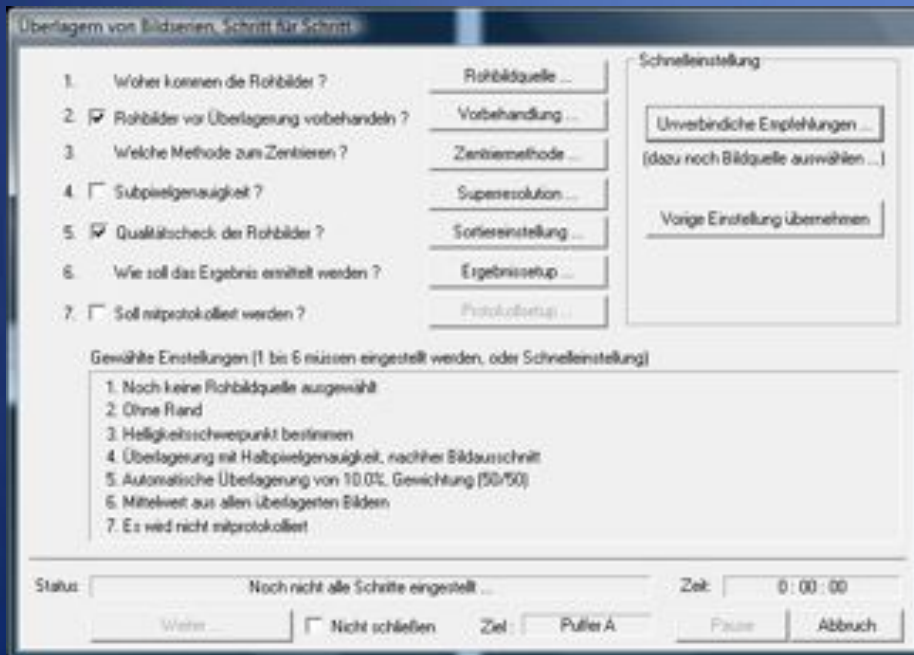 Überlagern von Bildserien, Schritt für Schritt
1. Woher kommen die Rohbilder ? Rohbildquelle ...
2. Rohbilder vor Überlagerung vorbehandeln ? Vorbehandlung ...
3. Welche Methode zum Zentrieren ? Zentriermethode ...
4. Subpixelgenauigkeit ? Superresolution ...
5. Qualitätscheck der Rohbilder ? Sortiereinstellung ...
6. Wie soll das Ergebnis ermittelt werden ? Ergebnissetup ...
7. Soll mitprotokolliert werden ? Protokollsetup ...
Schnelleinstellung
Unverbindliche Empfehlungen ...
(dazu noch Bildquelle auswählen ...)
Vorige Einstellung übernehmen
Gewählte Einstellungen (1 bis 6 müssen eingestellt werden, oder Schnelleinstellung)
1. Noch keine Rohbildquelle ausgewählt
2. Ohne Rand
3. Helligkeitsschwerpunkt bestimmen
4. Überlagerung mit Halbpixelgenauigkeit, nachher Bildausschnitt
5. Automatische Überlagerung von 10.0%, Gewichtung (50/50)
6. Mittelwert aus allen überlagerten Bildern
7. Es wird nicht mitprotokolliert
Status: Noch nicht alle Schritte eingestellt ... Zeit: 0 : 00 : 00
Weiter ... Nicht schließen Ziel : Puffer A Pause Abbruch